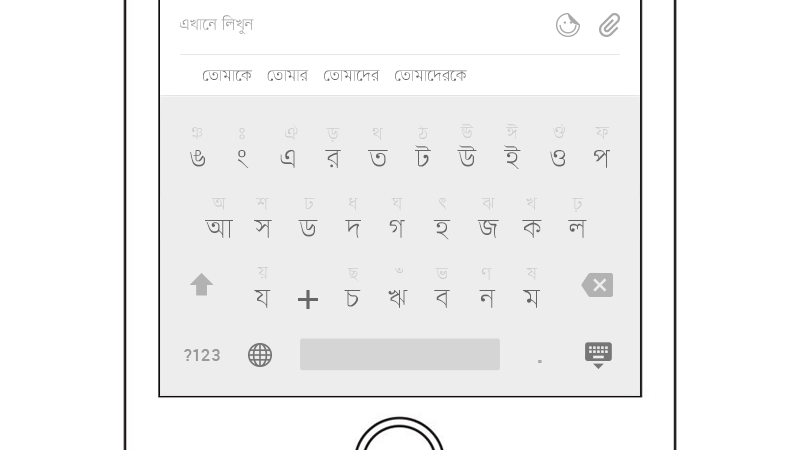 এখানে লিখুন
তোমাকে তোমার তোমাদের তোমাদেরকে
ঞ ঃ ঐ ড় থ ঠ ঊ ঈ ঔ ফ
ঙ ং এ র ত ট উ ই ও প
অ শ ঢ ধ ঘ ৎ ঝ খ ঢ়
আ স ড দ গ হ জ ক ল
য় ছ ঁ ভ ণ ষ
য + চ ঋ ব ন ম
?123 .